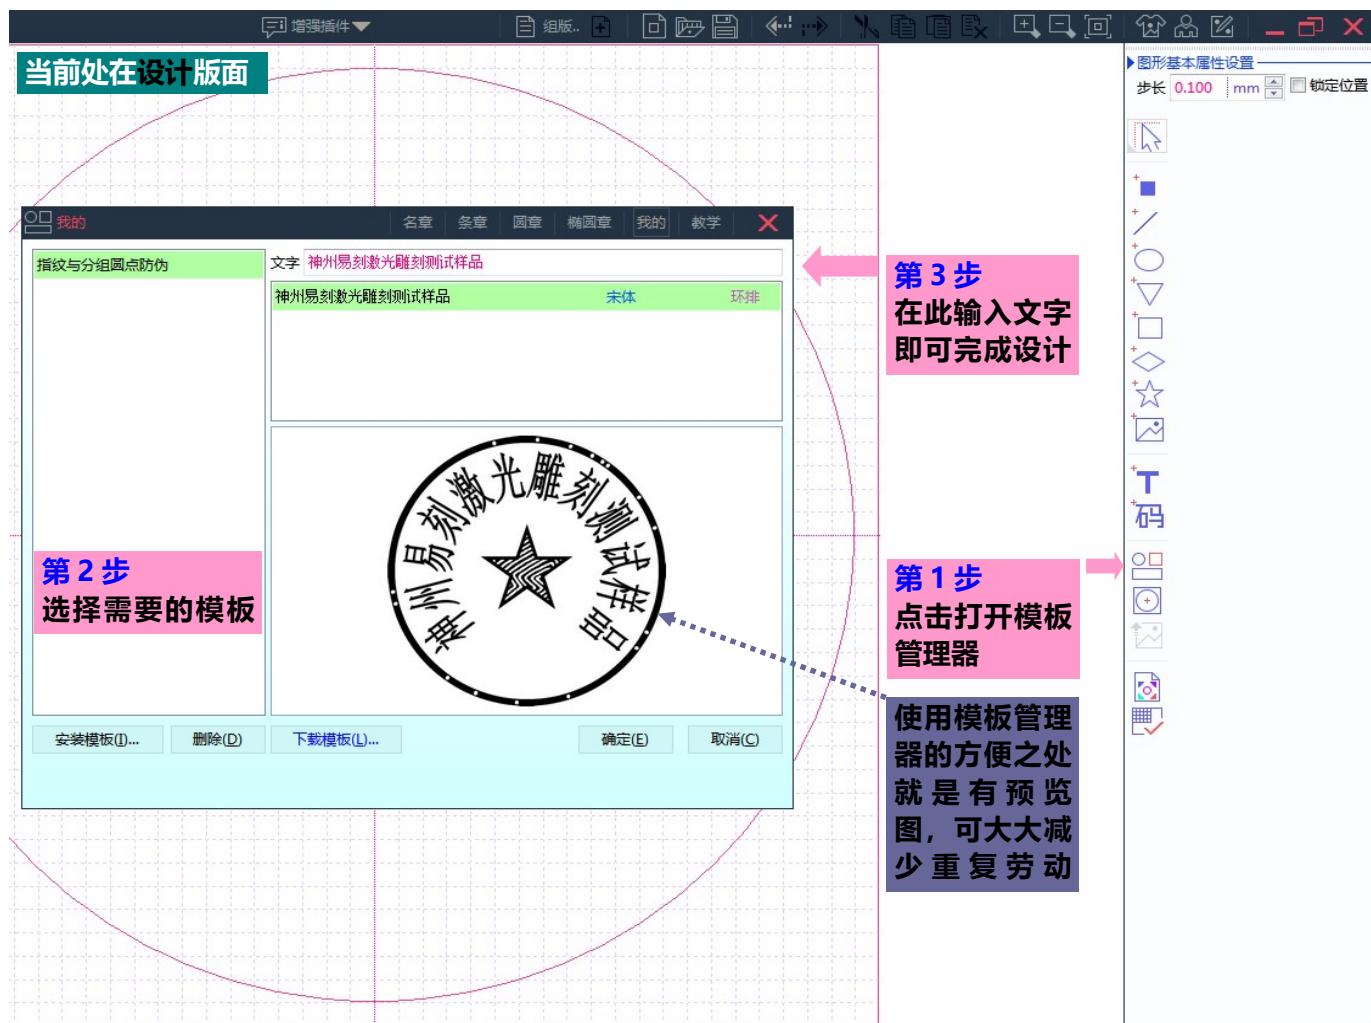 增强插件
组版..
当前处在设计版面
图形基本属性设置
步长 0.100 mm 锁定位置
我的
名章 条章 圆章 椭圆章 我的 教学
指纹与分组圆点防伪
文字 神州易刻激光雕刻测试样品
神州易刻激光雕刻测试样品 宋体 环排
神州易刻激光雕刻测试样品
第3步
在此输入文字
即可完成设计
第2步
选择需要的模板
T
码
第1步
点击打开模板
管理器
使用模板管理
器的方便之处
就是有预览
图，可大大减
少重复劳动
安装模板(I)... 删除(D) 下载模板(L)... 确定(E) 取消(C)